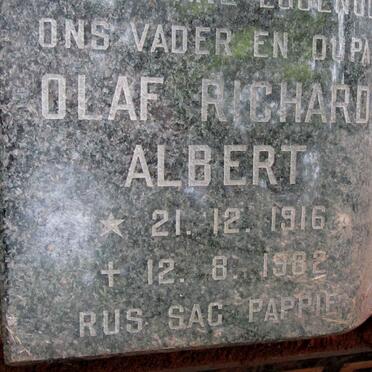 ONS VADER EN OUPA
OLAF RICHARD
ALBERT
★ 21. 12. 1916
✝ 12. 8. 1982
RUS SAG PAPPIE